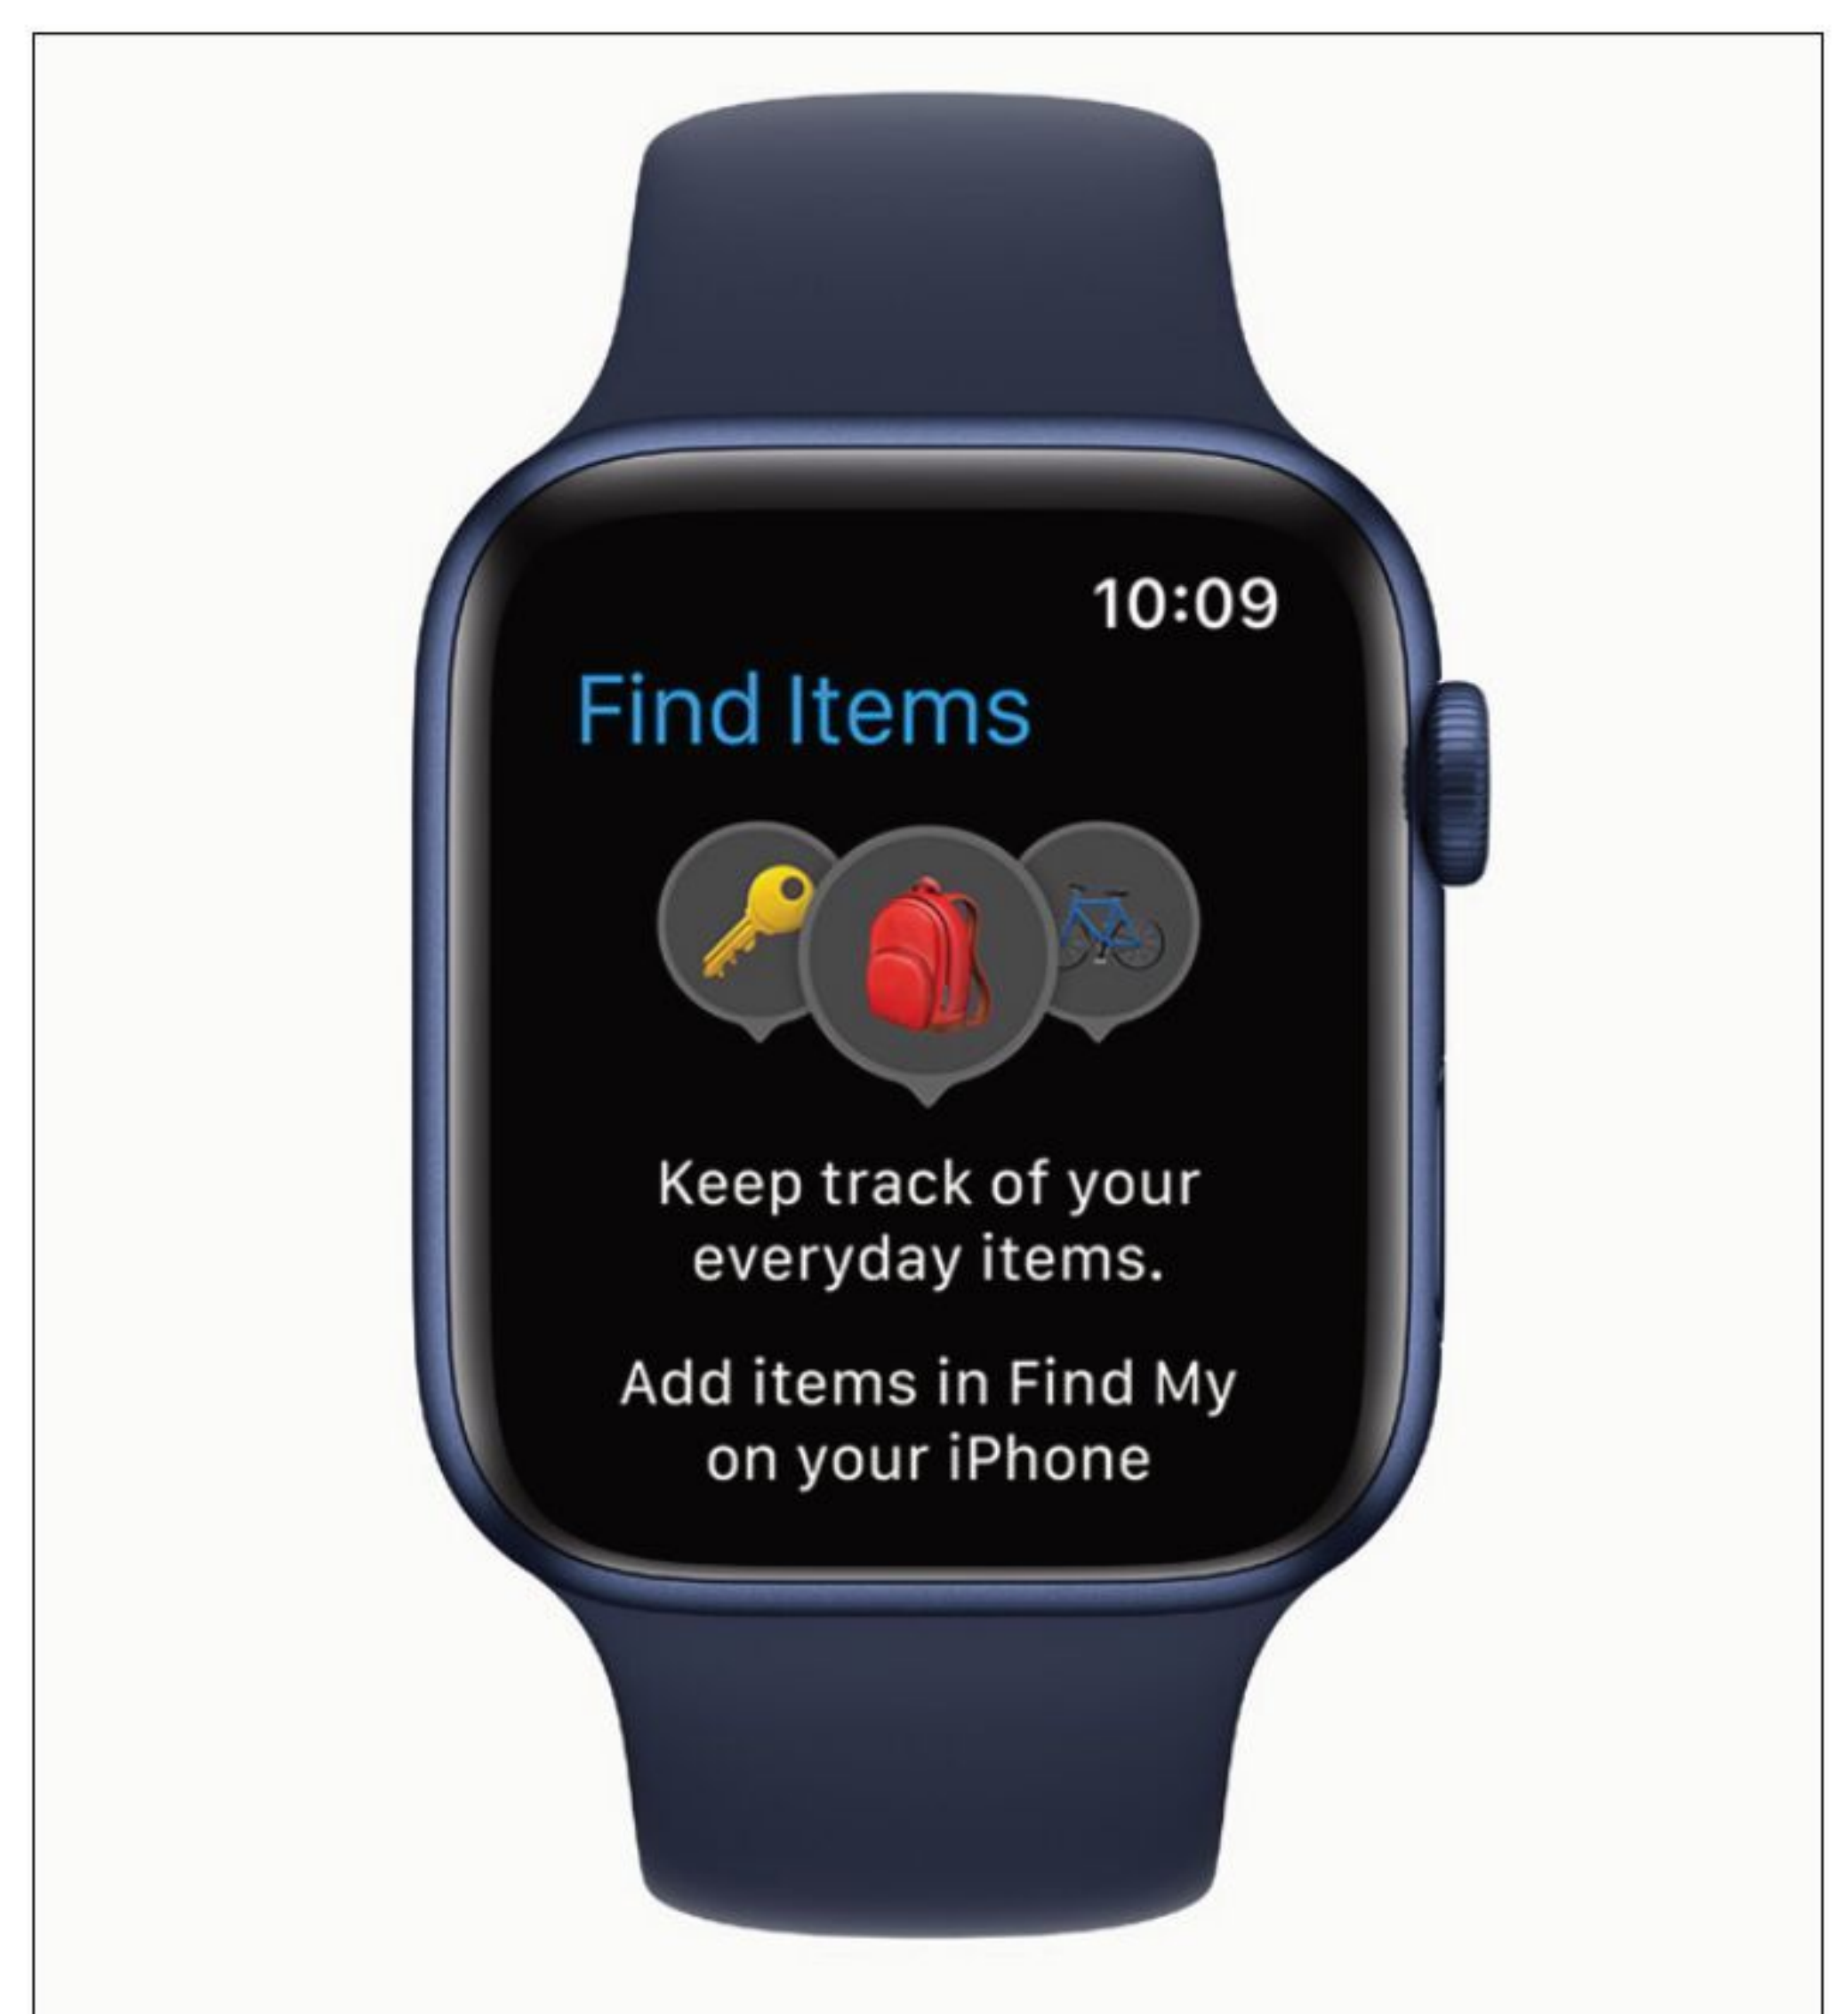 10:09
Find Items
Keep track of your
everyday items.
Add items in Find My
on your iPhone